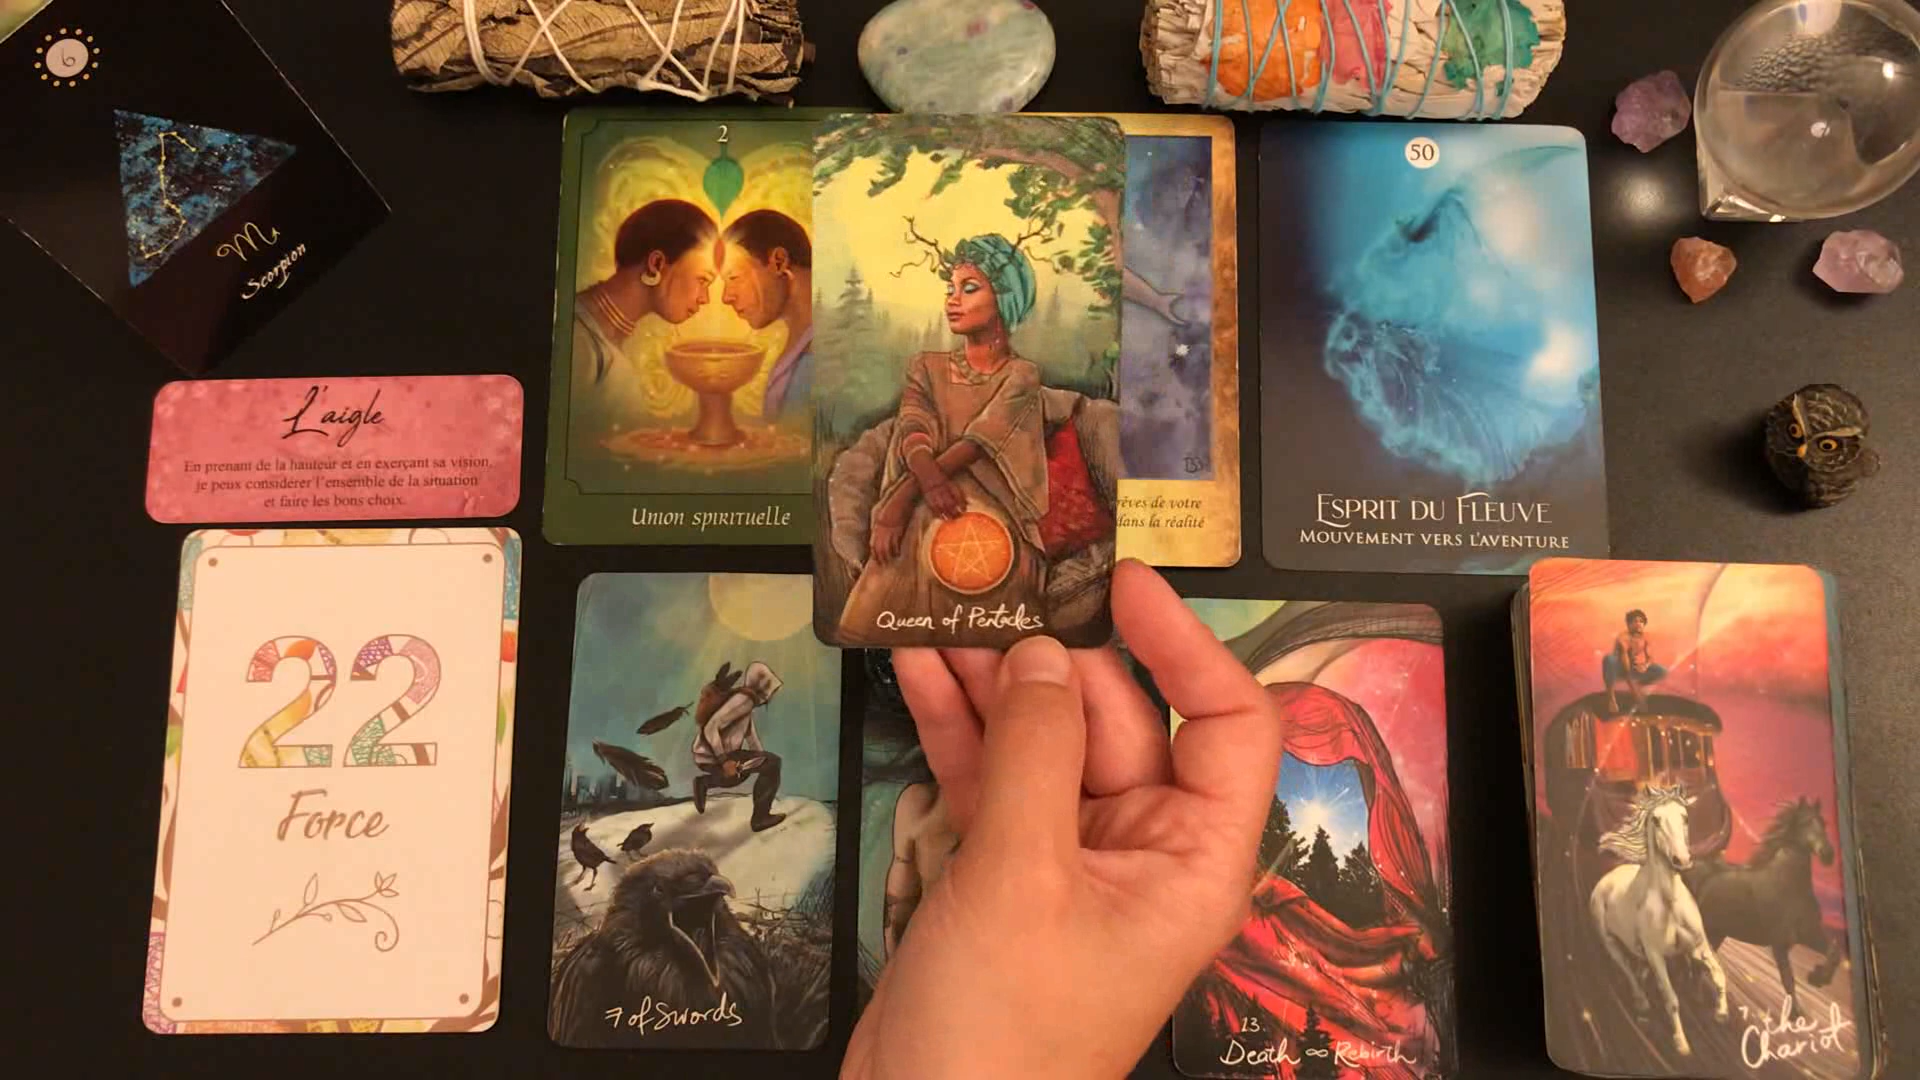 6
♏
Scorpion
L'aigle
En prenant de la hauteur et en exerçant sa vision,
je peux considérer l'ensemble de la situation
et faire les bons choix.
22
Force
2
Union spirituelle
Queen of Pentacles
rêves de votre
dans la réalité
50
Esprit du Fleuve
Mouvement vers l'aventure
7 of Swords
13.
Death ∞ Rebirth
7. the
Chariot